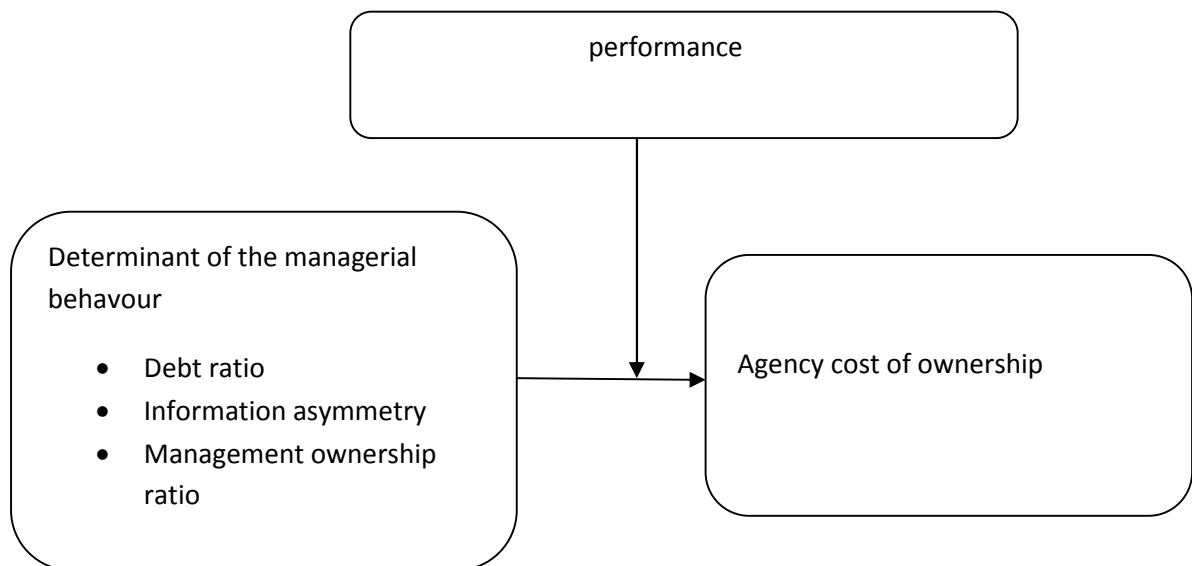 performance
Determinant of the managerial
behavour
• Debt ratio
• Information asymmetry
• Management ownership
ratio
Agency cost of ownership